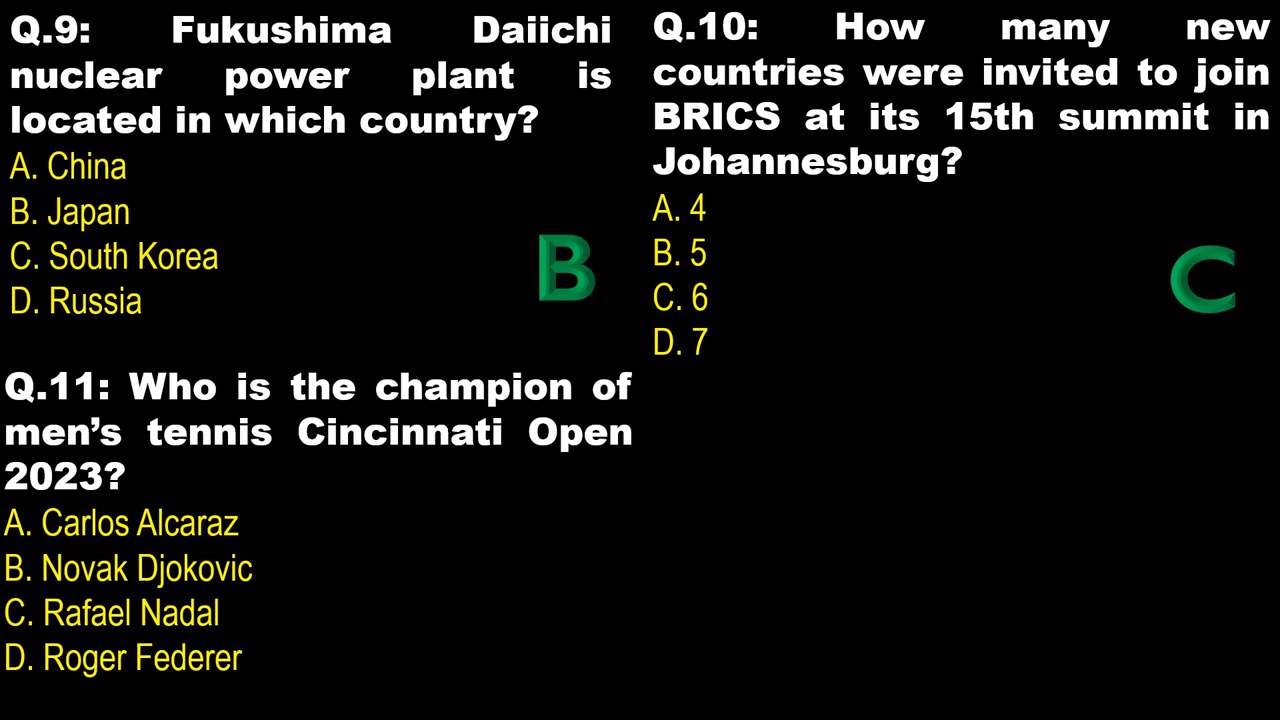 Q.9: Fukushima Daiichi
nuclear power plant is
located in which country?
A. China
B. Japan
C. South Korea
D. Russia
B
Q.10: How many new
countries were invited to join
BRICS at its 15th summit in
Johannesburg?
A. 4
B. 5
C. 6
D. 7
C
Q.11: Who is the champion of
men’s tennis Cincinnati Open
2023?
A. Carlos Alcaraz
B. Novak Djokovic
C. Rafael Nadal
D. Roger Federer